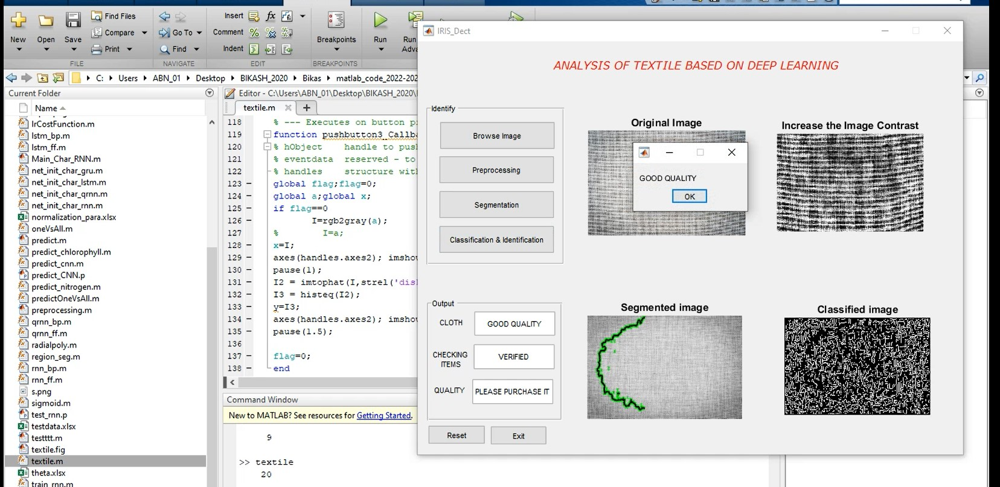 New
Open
Save
Find Files
Compare
Print
FILE
Go To
Find
NAVIGATE
Insert fx
Comment
Indent
EDIT
Breakpoints
BREAKPOINTS
Run
Run
C: Users ABN_01 Desktop BIKASH_2020 Bikas
Current Folder
Name
lrCostFunction.m
lstm_bp.m
lstm_ff.m
Main_Char_RNN.m
net_init_char_gru.m
net_init_char_lstm.m
net_init_char_qrnn.m
net_init_char_rnn.m
normalization_para.xlsx
oneVsAll.m
predict.m
predict_chlorophyll.m
predict_cnn.m
predict_CNN.p
predict_nitrogen.m
predictOneVsAll.m
preprocessing.m
qrnn_bp.m
qrnn_ff.m
radialpoly.m
region_seg.m
rnn_bp.m
rnn_ff.m
s.png
sigmoid.m
test_rnn.p
testdata.xlsx
testttt.m
textile.fig
textile.m
theta.xlsx
train_rnn.m
Editor - C:\Users\ABN_01\Desktop\BIKASH_2020\
textile.m
118 % --- Executes on button
119 function pushbutton3_Callba
120 % hObject handle to
121 % eventdata reserved - to
122 % handles structure
123 global flag;flag=0;
124 global a;global x;
125 if flag==0
126 I=rgb2gray(a);
127 % I=a;
128 x=I;
129 axes(handles.axes2);
130 pause(1);
131 I2 = imtophat(I,strel('
132 I3 = histeq(I2);
133 y=I3;
134 axes(handles.axes2);
135 pause(1.5);
136
137 flag=0;
138 end
Command Window
New to MATLAB? See resources for Getting Started.
9
>> textile
20
IRIS_Dect
ANALYSIS OF TEXTILE BASED ON DEEP LEARNING
Identify
Browse Image
Preprocessing
Segmentation
Classification & Identification
Output
CLOTH
GOOD QUALITY
CHECKING
ITEMS
VERIFIED
QUALITY
PLEASE PURCHASE IT
Reset
Exit
Original Image
GOOD QUALITY
OK
Increase the Image Contrast
Segmented image
Classified image